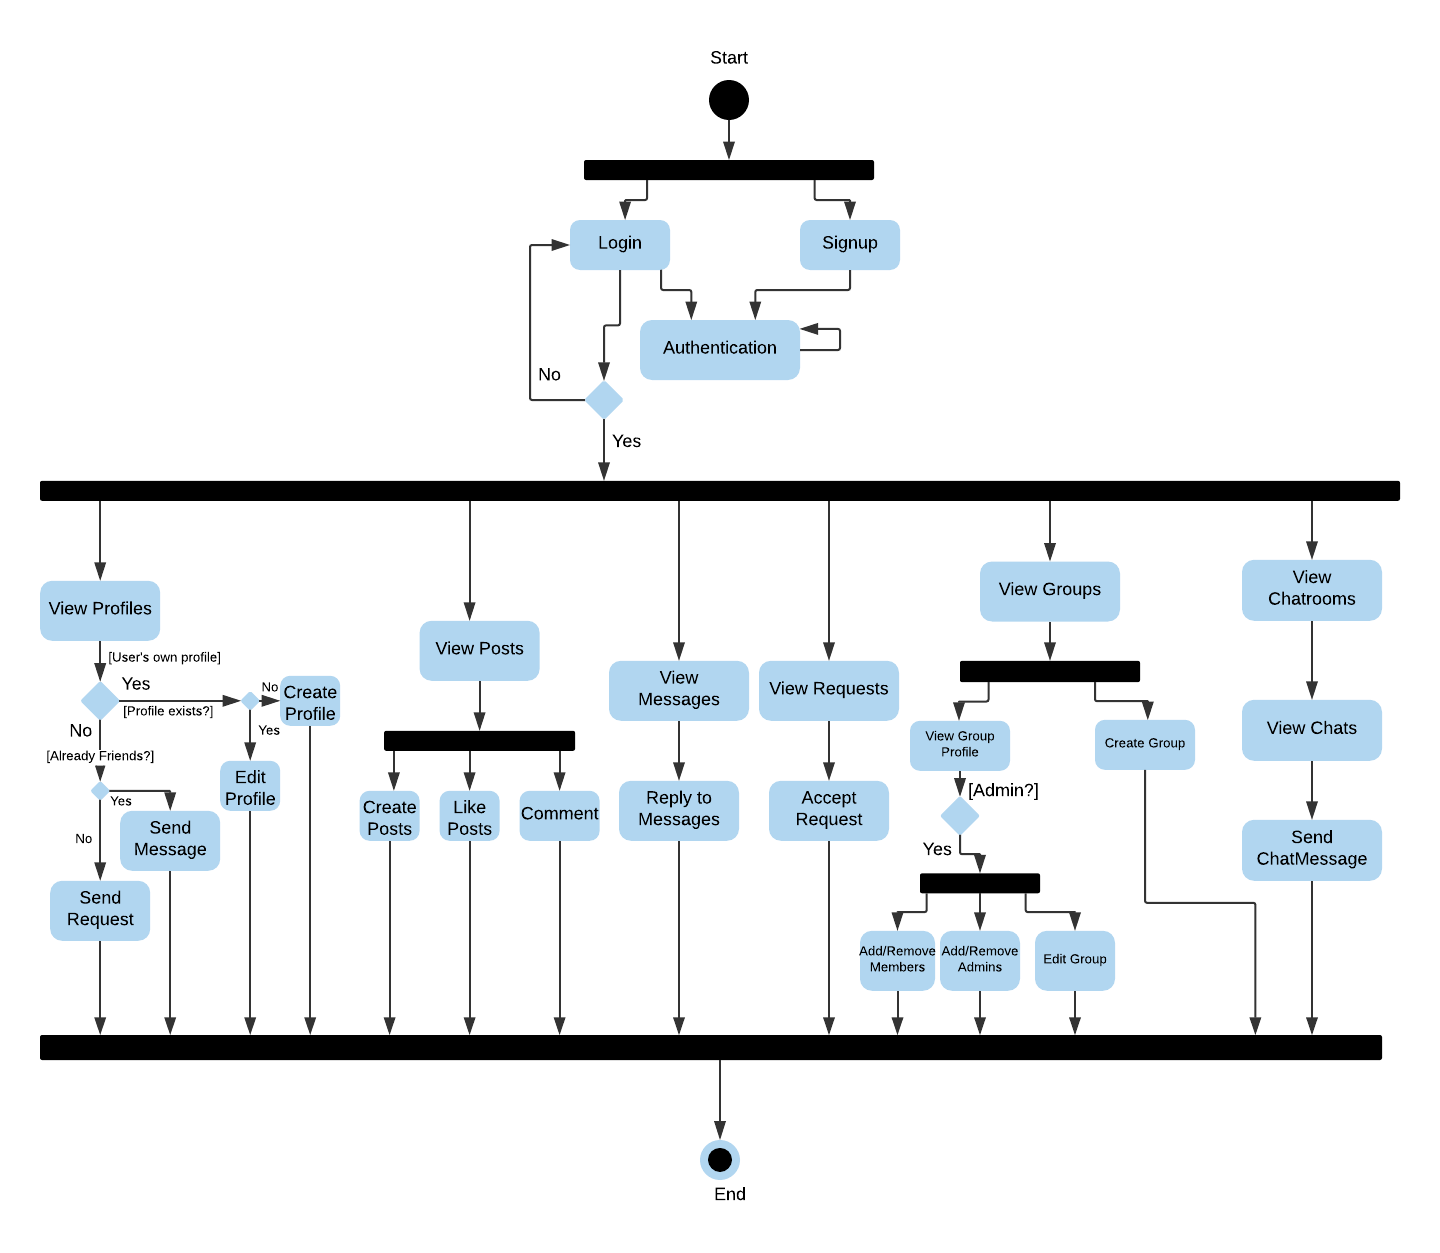 Start
Login
Signup
Authentication
No
Yes
View
Chatrooms
View Groups
View Profiles
View Posts
[User's own profile]
View
Messages
View Requests
Yes
No
Create
Profile
[Profile exists?]
No
Yes
[Already Friends?]
View Group
Profile
Create Group
View Chats
Edit
Profile
[Admin?]
Yes
Create
Posts
Like
Posts
Comment
Reply to
Messages
Accept
Request
Send
Message
No
Yes
Send
ChatMessage
Send
Request
Add/Remove
Members
Add/Remove
Admins
Edit Group
End